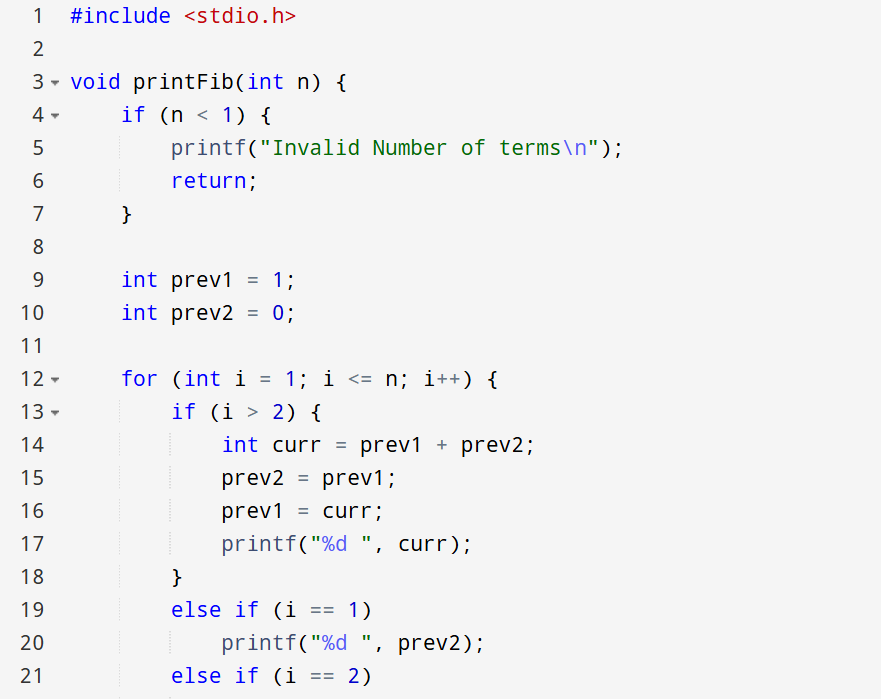 1 #include <stdio.h>
2
3 void printFib(int n) {
4     if (n < 1) {
5         printf("Invalid Number of terms\n");
6         return;
7     }
8
9     int prev1 = 1;
10     int prev2 = 0;
11
12     for (int i = 1; i <= n; i++) {
13         if (i > 2) {
14             int curr = prev1 + prev2;
15             prev2 = prev1;
16             prev1 = curr;
17             printf("%d ", curr);
18         }
19         else if (i == 1)
20             printf("%d ", prev2);
21         else if (i == 2)